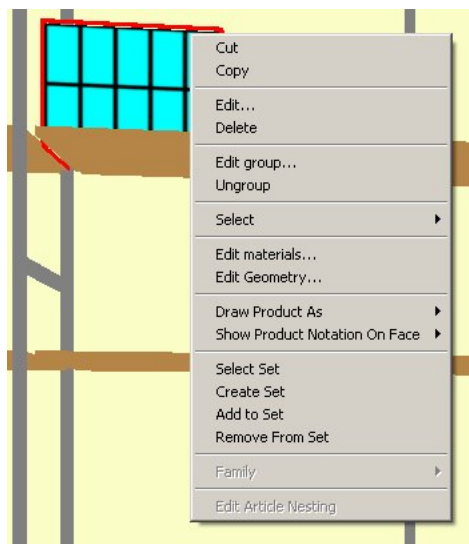 Cut
Copy
Edit...
Delete
Edit group...
Ungroup
Select
Edit materials...
Edit Geometry...
Draw Product As
Show Product Notation On Face
Select Set
Create Set
Add to Set
Remove From Set
Family
Edit Article Nesting